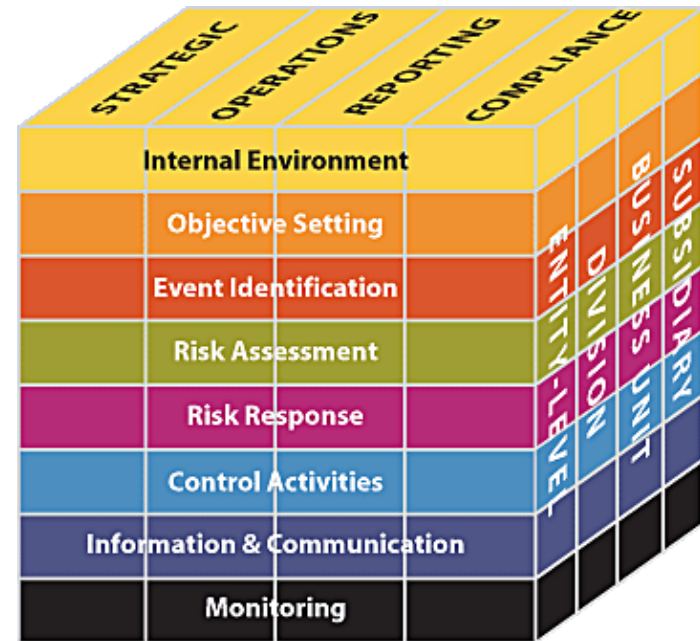 STRATEGIC
OPERATIONS
REPORTING
COMPLIANCE
Internal Environment
Objective Setting
Event Identification
Risk Assessment
Risk Response
Control Activities
Information & Communication
Monitoring
ENTITY-LEVEL
DIVISION
BUSINESS UNIT
SUBSIDIARY